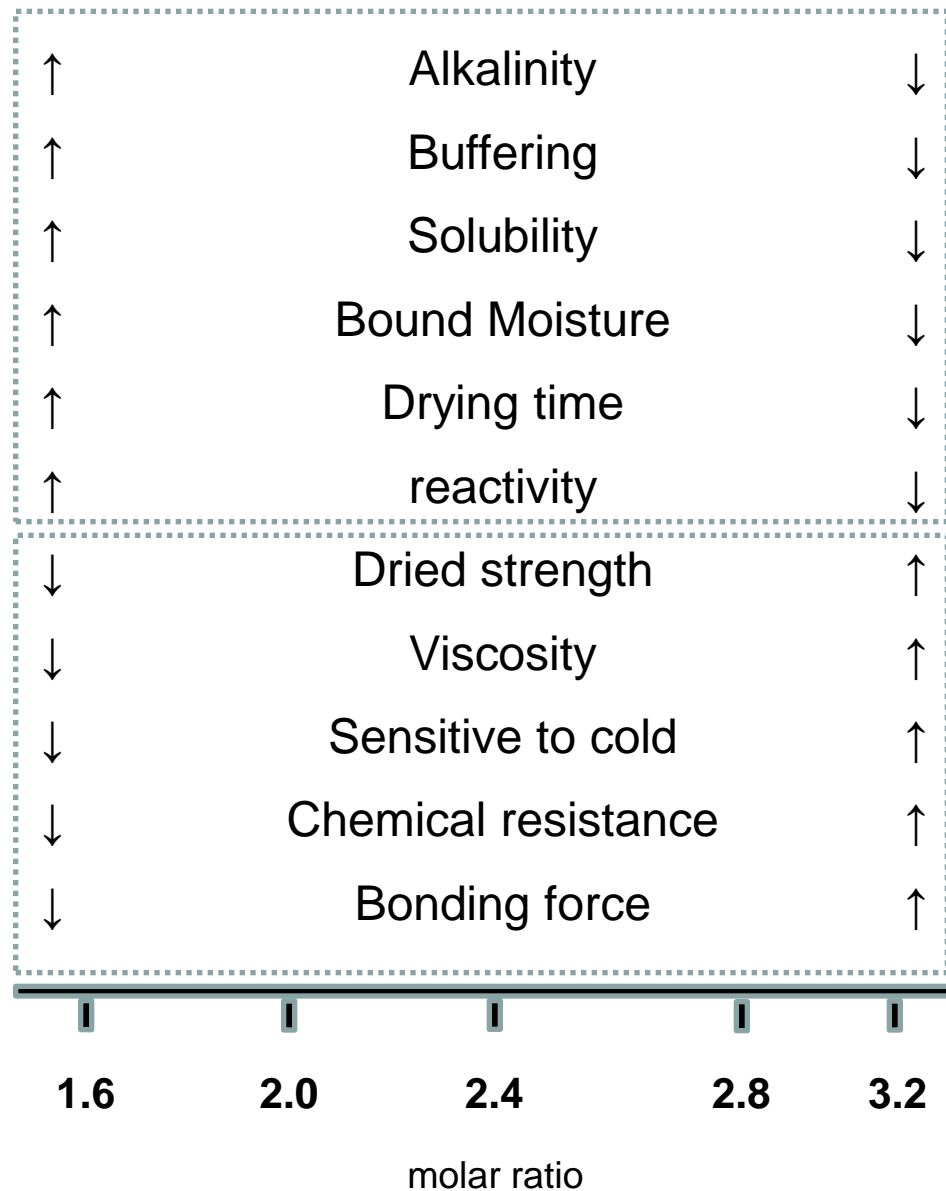 ↑ Alkalinity ↓
↑ Buffering ↓
↑ Solubility ↓
↑ Bound Moisture ↓
↑ Drying time ↓
↑ reactivity ↓
↓ Dried strength ↑
↓ Viscosity ↑
↓ Sensitive to cold ↑
↓ Chemical resistance ↑
↓ Bonding force ↑
1.6 2.0 2.4 2.8 3.2
molar ratio